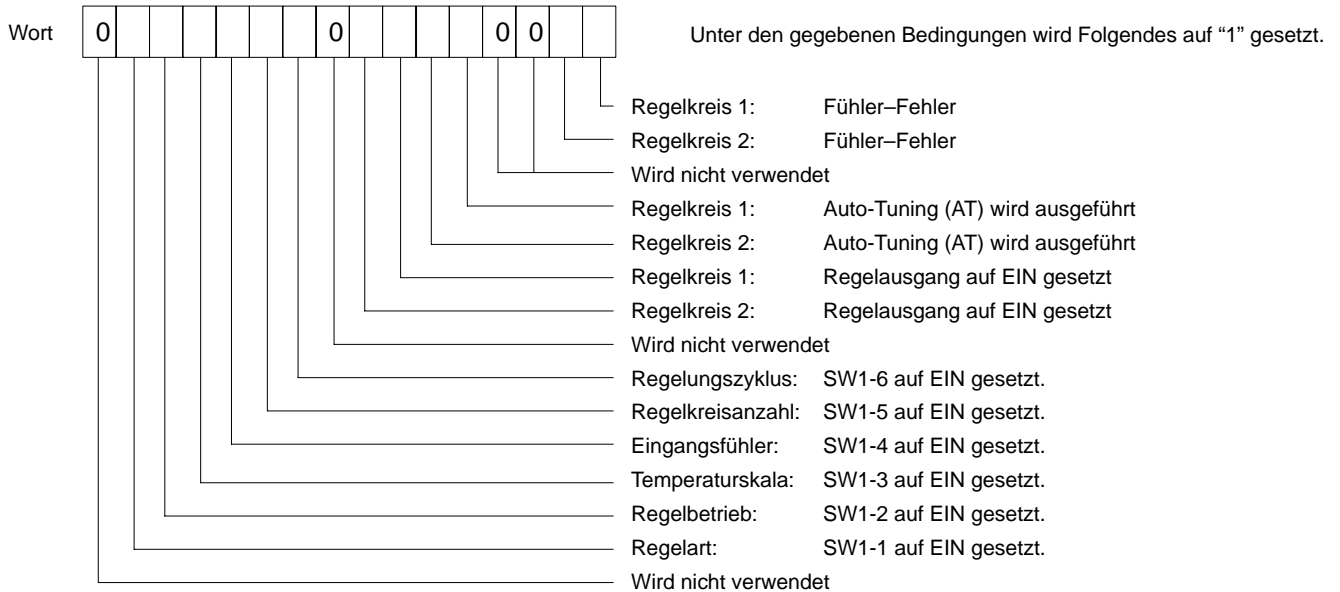 Wort 0 0 0 0 Unter den gegebenen Bedingungen wird Folgendes auf “1” gesetzt.
Regelkreis 1: Fühler–Fehler
Regelkreis 2: Fühler–Fehler
Wird nicht verwendet
Regelkreis 1: Auto-Tuning (AT) wird ausgeführt
Regelkreis 2: Auto-Tuning (AT) wird ausgeführt
Regelkreis 1: Regelausgang auf EIN gesetzt
Regelkreis 2: Regelausgang auf EIN gesetzt
Wird nicht verwendet
Regelungszyklus: SW1-6 auf EIN gesetzt.
Regelkreisanzahl: SW1-5 auf EIN gesetzt.
Eingangsfühler: SW1-4 auf EIN gesetzt.
Temperaturskala: SW1-3 auf EIN gesetzt.
Regelbetrieb: SW1-2 auf EIN gesetzt.
Regelart: SW1-1 auf EIN gesetzt.
Wird nicht verwendet